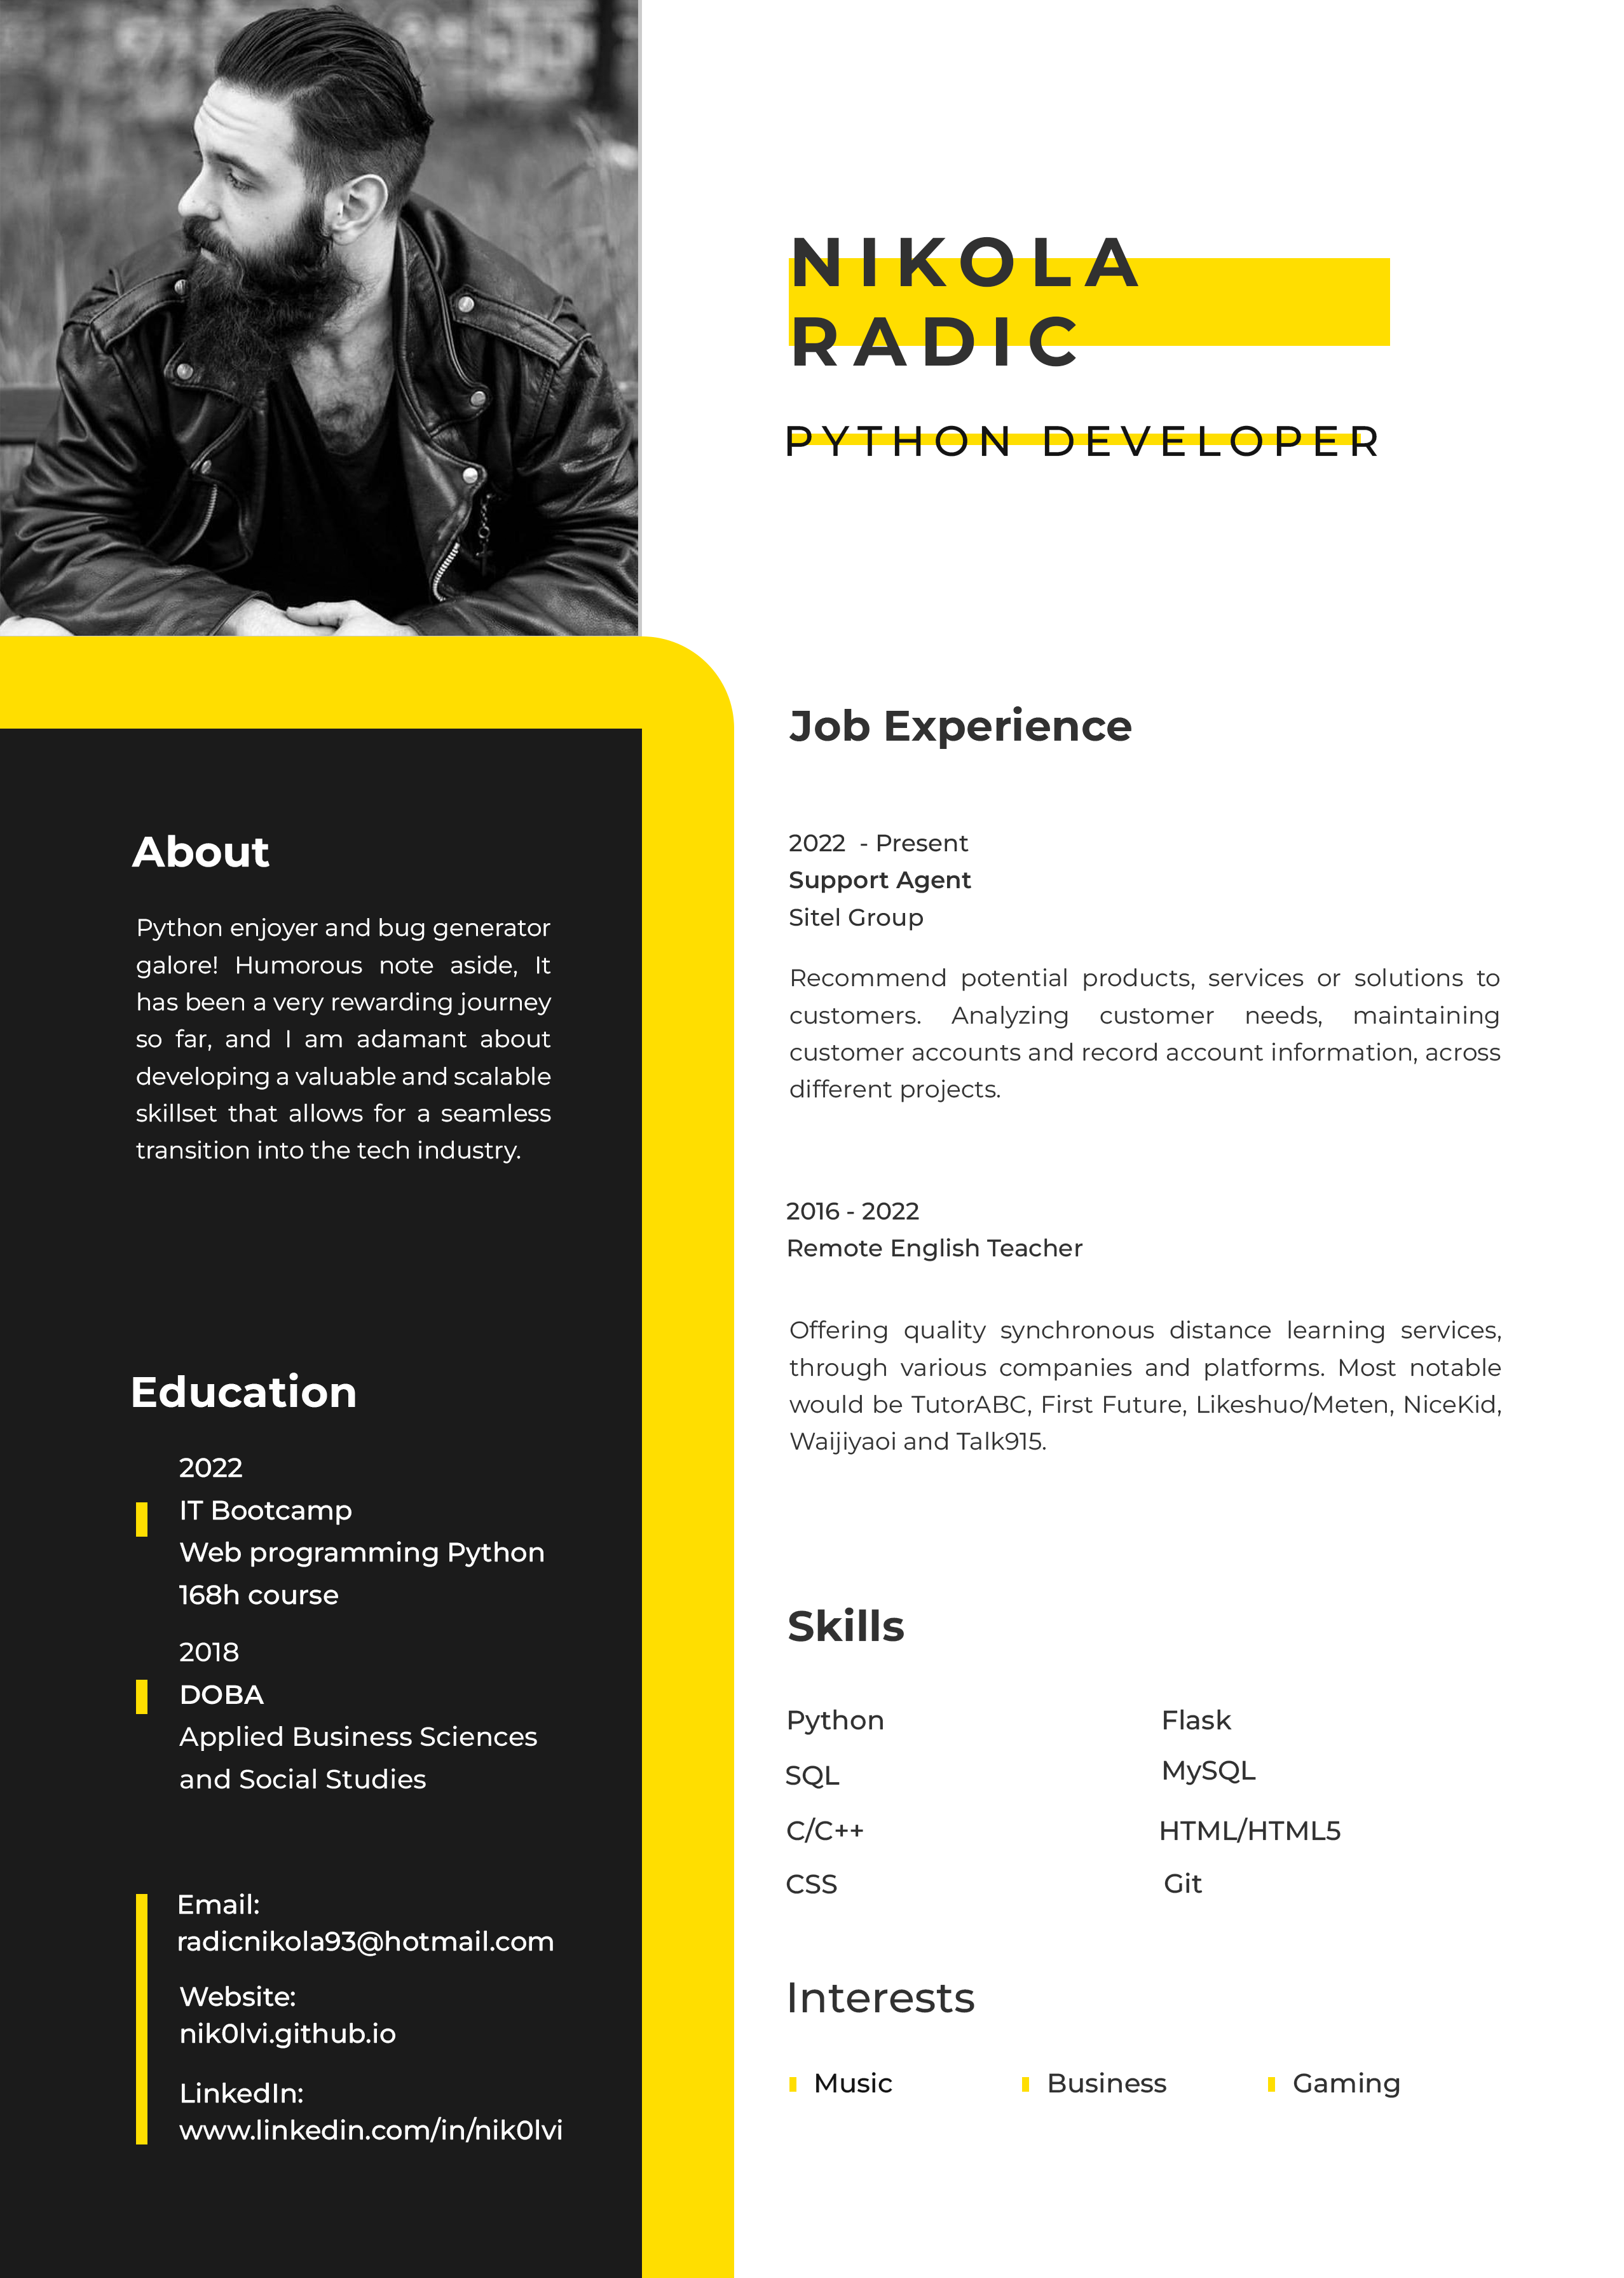 NIKOLA
RADIC
PYTHON DEVELOPER
About
Python enjoyer and bug generator
galore! Humorous note aside, It
has been a very rewarding journey
so far, and I am adamant about
developing a valuable and scalable
skillset that allows for a seamless
transition into the tech industry.
Education
2022
IT Bootcamp
Web programming Python
168h course
2018
DOBA
Applied Business Sciences
and Social Studies
Email:
radicnikola93@hotmail.com
Website:
nik0lvi.github.io
LinkedIn:
www.linkedin.com/in/nik0lvi
Job Experience
2022 - Present
Support Agent
Sitel Group
Recommend potential products, services or solutions to
customers. Analyzing customer needs, maintaining
customer accounts and record account information, across
different projects.
2016 - 2022
Remote English Teacher
Offering quality synchronous distance learning services,
through various companies and platforms. Most notable
would be TutorABC, First Future, Likeshuo/Meten, NiceKid,
Waijiyaoi and Talk915.
Skills
Python Flask
SQL MySQL
C/C++ HTML/HTML5
CSS Git
Interests
Music Business Gaming